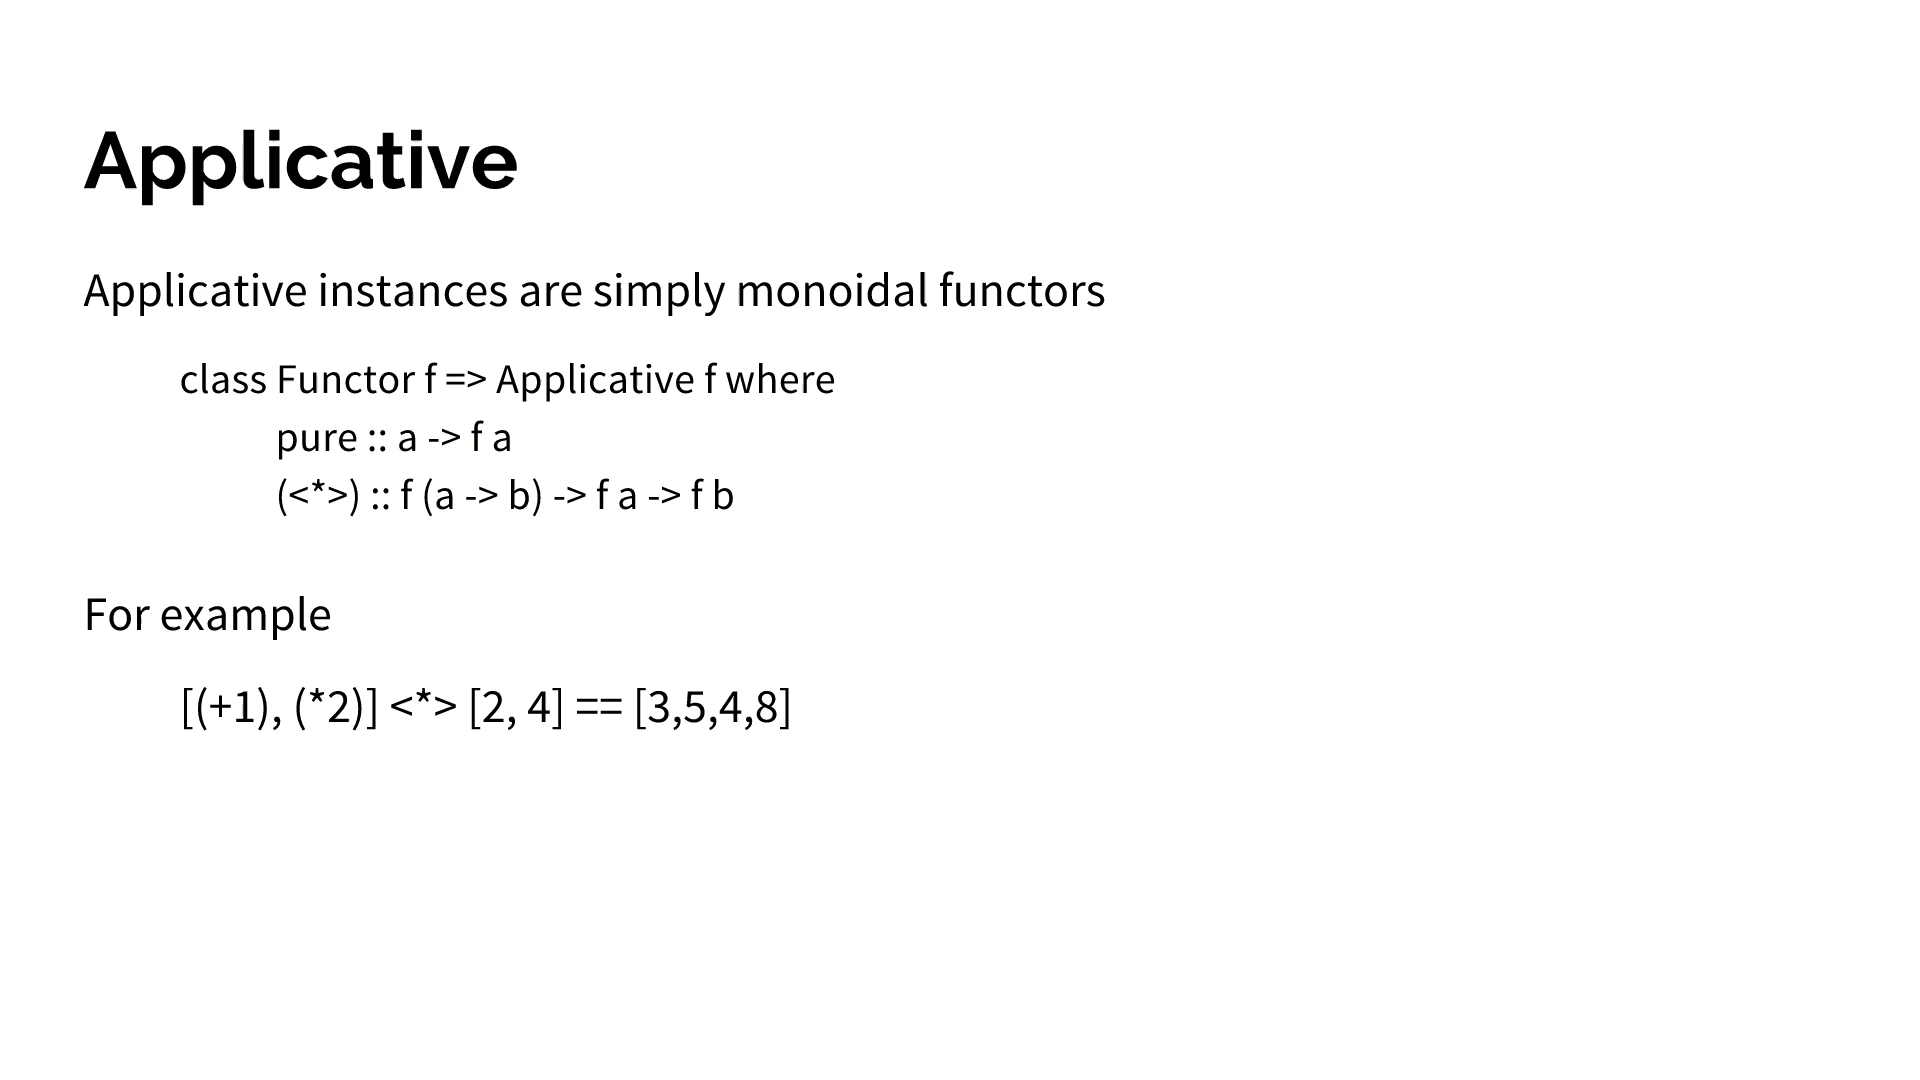 Applicative
Applicative instances are simply monoidal functors
class Functor f => Applicative f where
pure :: a -> f a
(<*>) :: f (a -> b) -> f a -> f b
For example
[(+1), (*2)] <*> [2, 4] == [3,5,4,8]